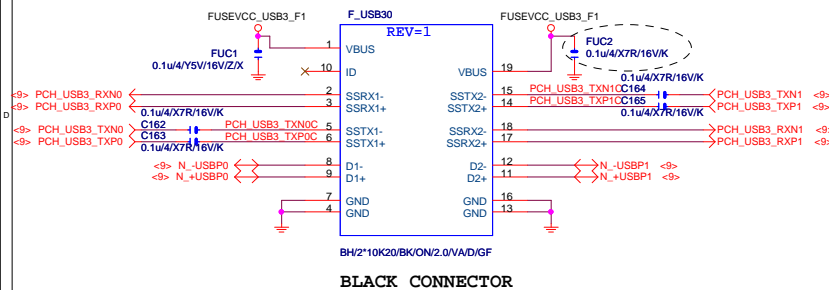 FUSEVCC_USB3_F1 F_USB30 FUSEVCC_USB3_F1
REV=1
FUC1 1 VBUS FUC2
0.1u/4/Y5V/16V/Z/X 0.1u/4/X7R/16V/K
10 ID VBUS 19
0.1u/4/X7R/16V/K
<9> PCH_USB3_RXN0 2 SSRX1- SSTX2- 15 PCH_USB3_TXN1C C164 PCH_USB3_TXN1 <9>
<9> PCH_USB3_RXP0 3 SSRX1+ SSTX2+ 14 PCH_USB3_TXP1C C165 PCH_USB3_TXP1 <9>
0.1u/4/X7R/16V/K 0.1u/4/X7R/16V/K
<9> PCH_USB3_TXN0 C162 PCH_USB3_TXN0C 5 SSTX1- SSRX2- 18 PCH_USB3_RXN1 <9>
<9> PCH_USB3_TXP0 C163 PCH_USB3_TXP0C 6 SSTX1+ SSRX2+ 17 PCH_USB3_RXP1 <9>
0.1u/4/X7R/16V/K
<9> N_-USBP0 8 D1- D2- 12 N_-USBP1 <9>
<9> N_+USBP0 9 D1+ D2+ 11 N_+USBP1 <9>
7 GND GND 16
4 GND GND 13
D
BH/2*10K20/BK/ON/2.0/VA/D/GF
BLACK CONNECTOR